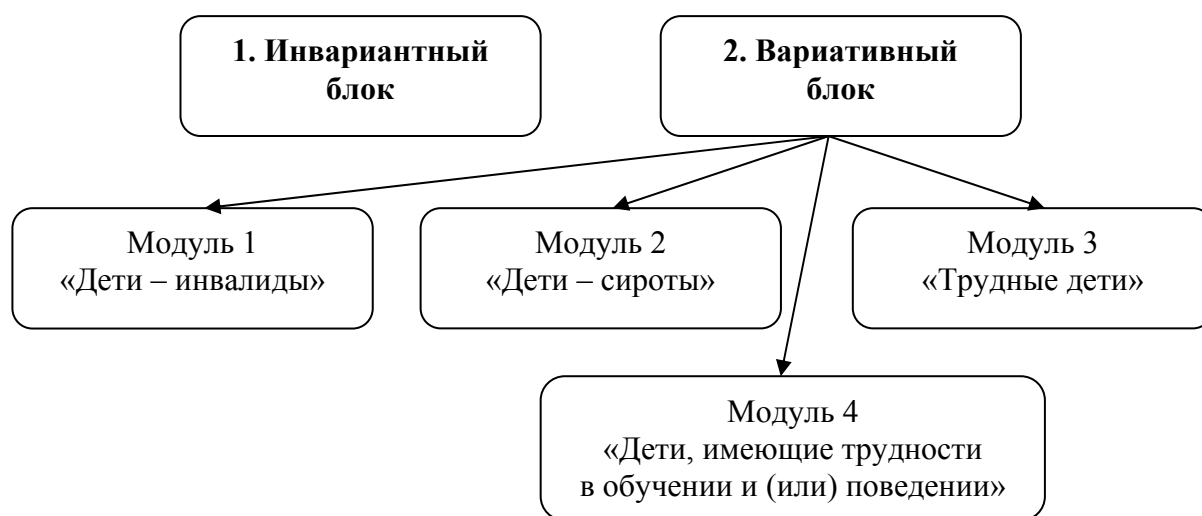 1. Инвариантный
блок
2. Вариативный
блок
Модуль 1
«Дети – инвалиды»
Модуль 2
«Дети – сироты»
Модуль 3
«Трудные дети»
Модуль 4
«Дети, имеющие трудности
в обучении и (или) поведении»